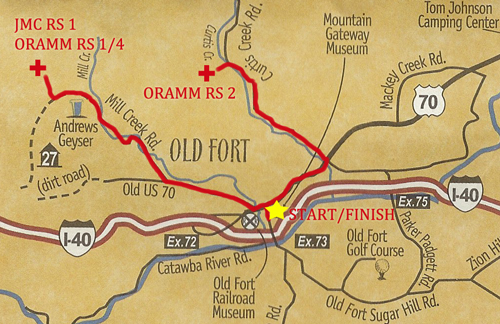 JMC RS 1
ORAMM RS 1/4
Curtis Cr.
Curtis Creek Rd.
Mountain
Gateway
Museum
Tom Johnson
Camping Center
Mill Cr.
ORAMM RS 2
Mackey Creek Rd.
70
Andrews
Geyser
Mill Creek Rd.
OLD FORT
27
(dirt road)
Old US 70
I-40
START/FINISH
Ex.75
I-40
Ex.72
Ex.73
Catawba River Rd.
Old Fort
Golf Course
Parker Padgett Rd.
Zion Hi
Old Fort
Railroad
Museum
Rd.
Old Fort Sugar Hill Rd.